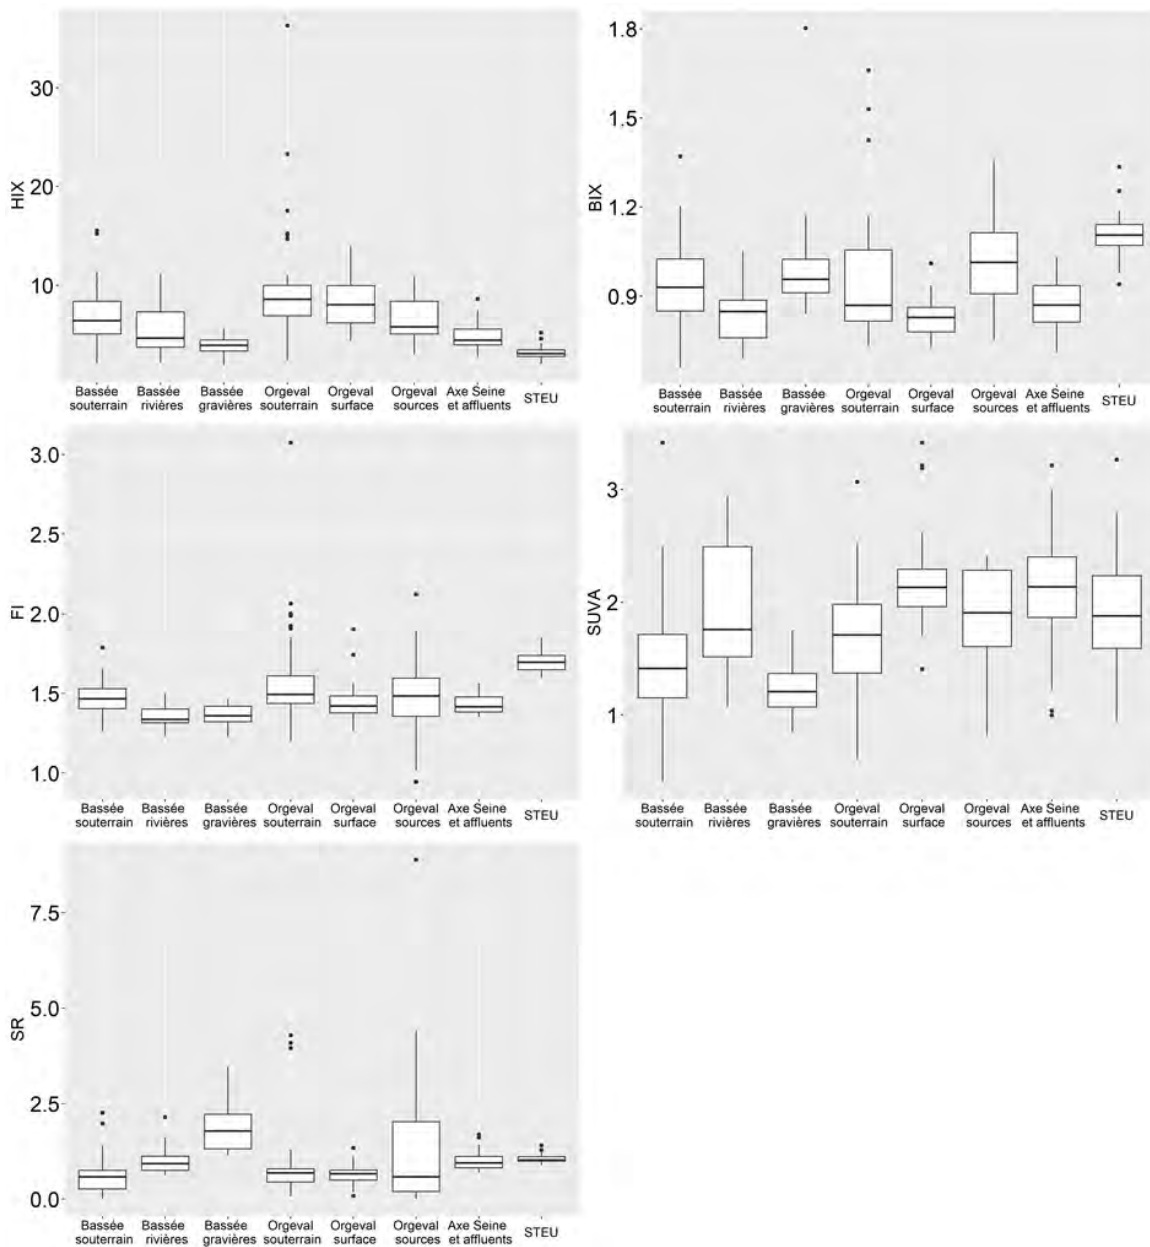 30
20
10
HIX
Bassée Bassée Bassée Orgeval Orgeval Orgeval Axe Seine STEU
souterrain rivières gravières souterrain surface sources et affluents
1.8
1.5
1.2
0.9
BIX
Bassée Bassée Bassée Orgeval Orgeval Orgeval Axe Seine STEU
souterrain rivières gravières souterrain surface sources et affluents
3.0
2.5
2.0
1.5
1.0
FI
Bassée Bassée Bassée Orgeval Orgeval Orgeval Axe Seine STEU
souterrain rivières gravières souterrain surface sources et affluents
3
2
1
SUVA
Bassée Bassée Bassée Orgeval Orgeval Orgeval Axe Seine STEU
souterrain rivières gravières souterrain surface sources et affluents
7.5
5.0
2.5
0.0
SR
Bassée Bassée Bassée Orgeval Orgeval Orgeval Axe Seine STEU
souterrain rivières gravières souterrain surface sources et affluents